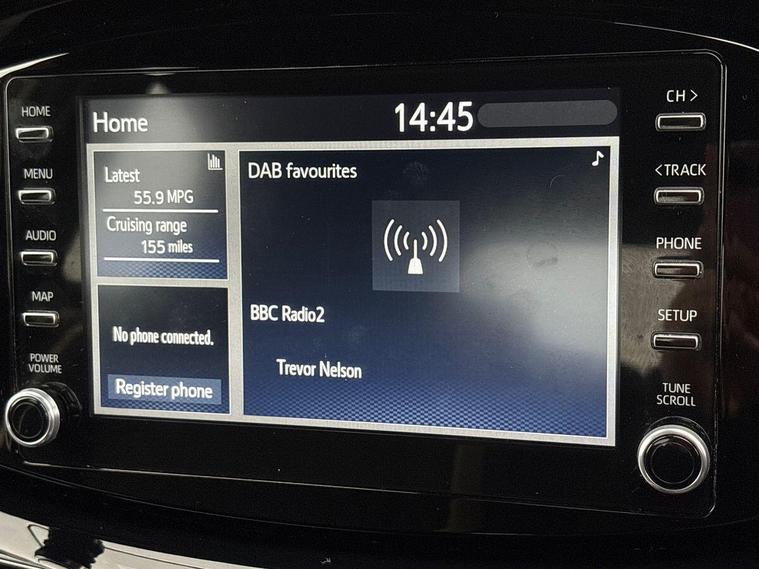 HOME
MENU
AUDIO
MAP
POWER
VOLUME
Home
14:45
Latest
55.9 MPG
Cruising range
155 miles
No phone connected.
Register phone
DAB favourites
BBC Radio2
Trevor Nelson
CH >
< TRACK
PHONE
SETUP
TUNE
SCROLL